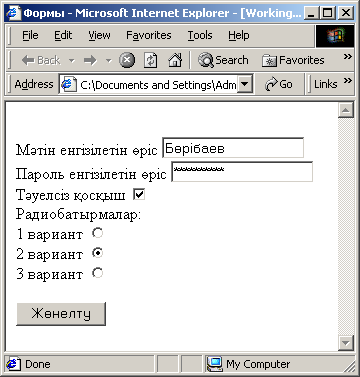 Формы - Microsoft Internet Explorer - [Working...
File Edit View Favorites Tools Help
Back Search Favorites »
Address C:\Documents and Settings\Adm Go Links »
Мәтін енгізілетін өріс Бөрібаев
Пароль енгізілетін өріс **********
Тәуелсіз қосқыш
Радиобатырмалар:
1 вариант
2 вариант
3 вариант
Жөнелту
Done My Computer